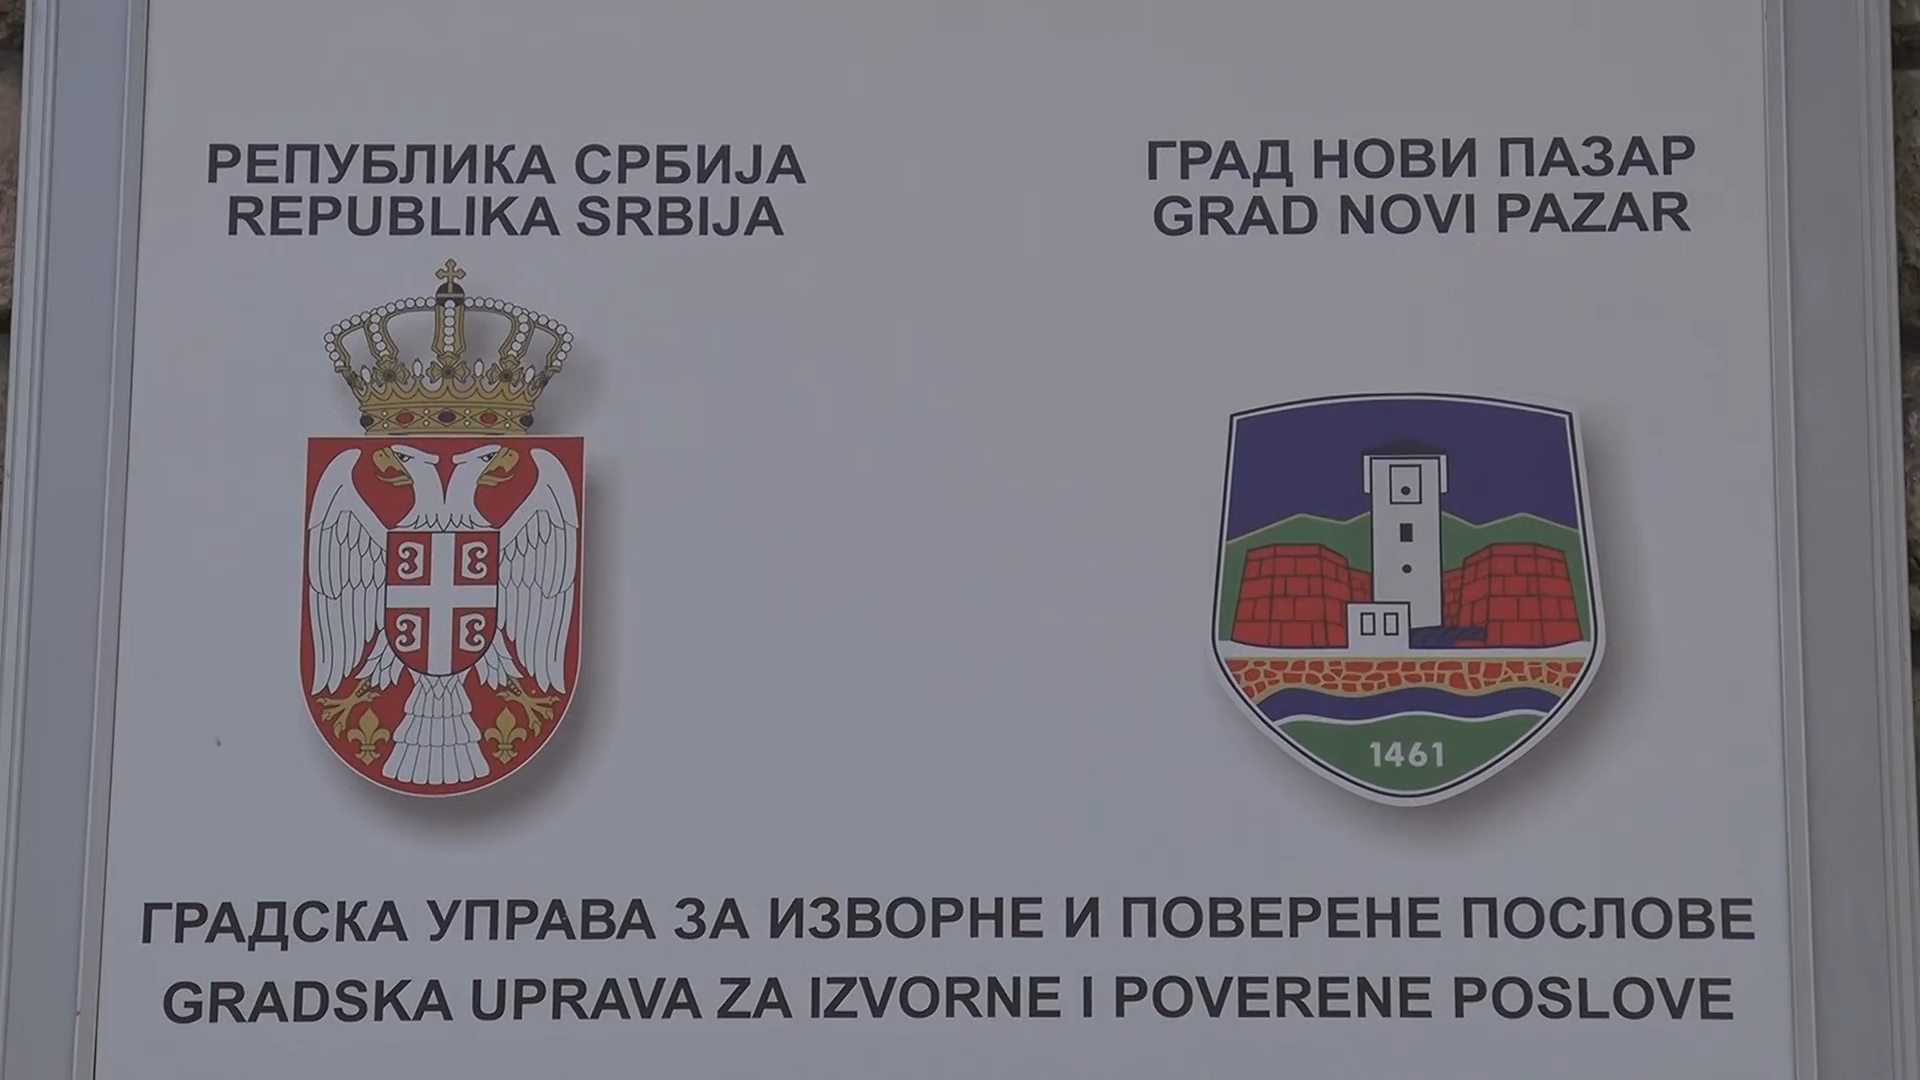 РЕПУБЛИКА СРБИЈА
REPUBLIKA SRBIJA
ГРАД НОВИ ПАЗАР
GRAD NOVI PAZAR
1461
ГРАДСКА УПРАВА ЗА ИЗВОРНЕ И ПОВЕРЕНЕ ПОСЛОВЕ
GRADSKA UPRAVA ZA IZVORNE I POVERENE POSLOVE